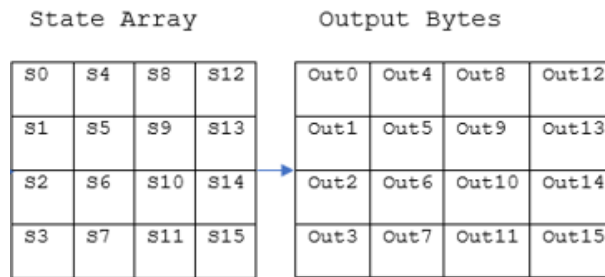 State Array Output Bytes
S0 S4 S8 S12 Out0 Out4 Out8 Out12
S1 S5 S9 S13 Out1 Out5 Out9 Out13
S2 S6 S10 S14 Out2 Out6 Out10 Out14
S3 S7 S11 S15 Out3 Out7 Out11 Out15